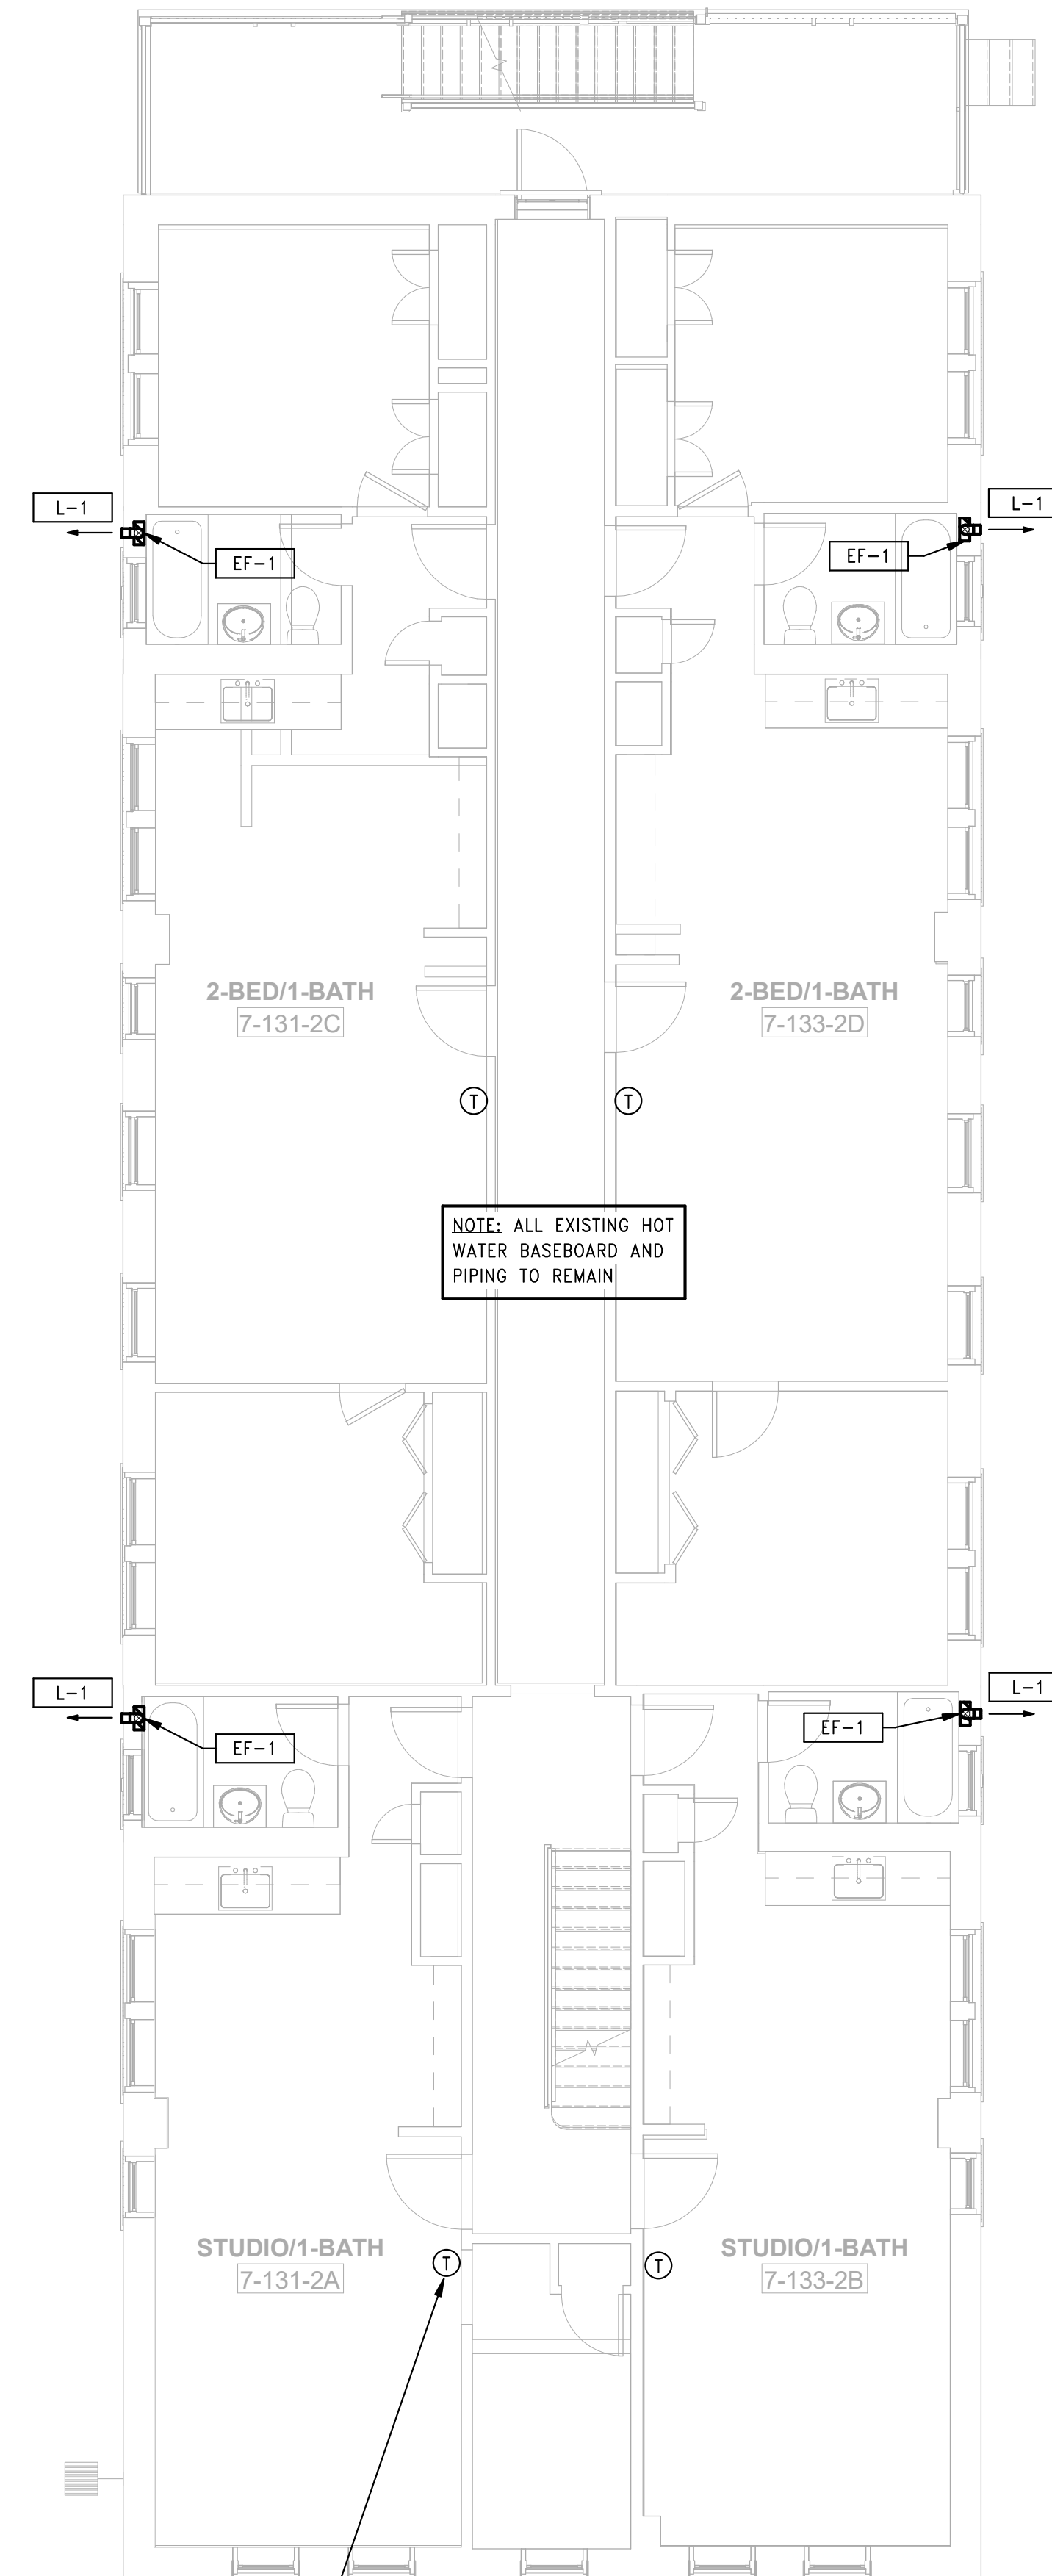 L-1
L-1
EF-1
EF-1
2-BED/1-BATH
7-131-2C
2-BED/1-BATH
7-133-2D
T
T
NOTE: ALL EXISTING HOT
WATER BASEBOARD AND
PIPING TO REMAIN
L-1
L-1
EF-1
EF-1
STUDIO/1-BATH
7-131-2A
STUDIO/1-BATH
7-133-2B
T
T